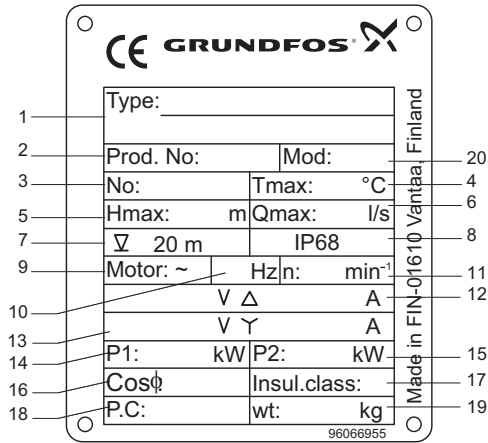 CE GRUNDFOS
1 Type:
2 Prod. No: Mod: 20
3 No: Tmax: °C 4
5 Hmax: m Qmax: l/s 6
7 ∇ 20 m IP68 8
9 Motor: ~ Hz n: min⁻¹ 11
10 V △ A 12
13 V Y A
14 P1: kW P2: kW 15
16 Cosϕ Insul.class: 17
18 P.C: wt: kg 19
96066955
Made in FIN-01610 Vantaa, Finland